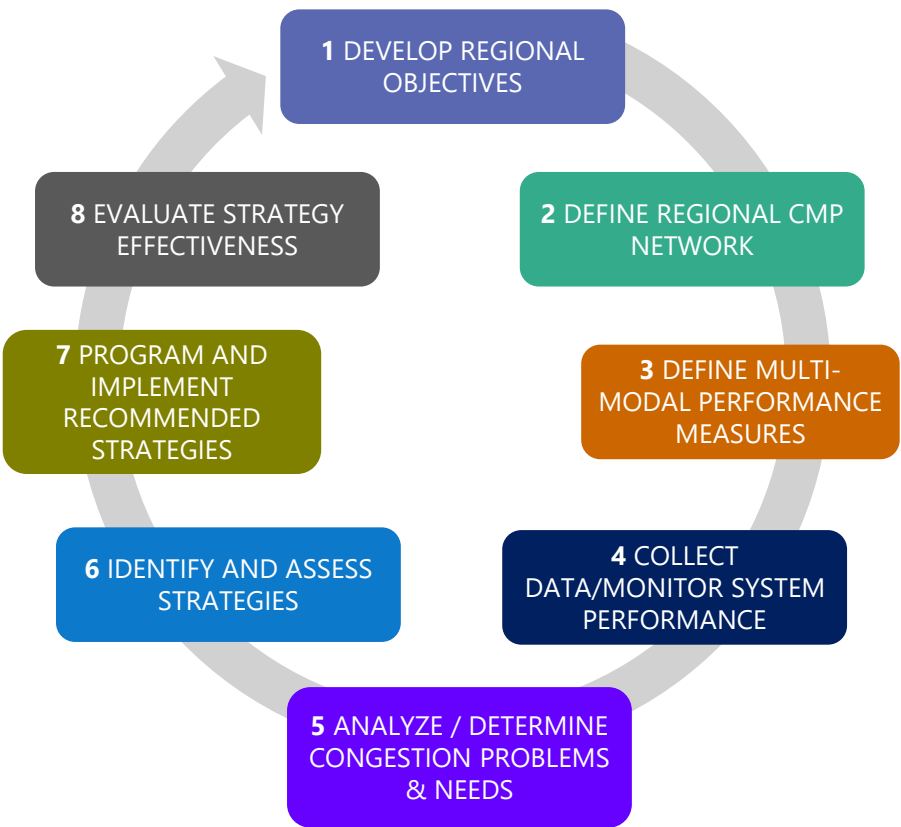 1 DEVELOP REGIONAL
OBJECTIVES
2 DEFINE REGIONAL CMP
NETWORK
3 DEFINE MULTI-
MODAL PERFORMANCE
MEASURES
4 COLLECT
DATA/MONITOR SYSTEM
PERFORMANCE
5 ANALYZE / DETERMINE
CONGESTION PROBLEMS
& NEEDS
6 IDENTIFY AND ASSESS
STRATEGIES
7 PROGRAM AND
IMPLEMENT
RECOMMENDED
STRATEGIES
8 EVALUATE STRATEGY
EFFECTIVENESS